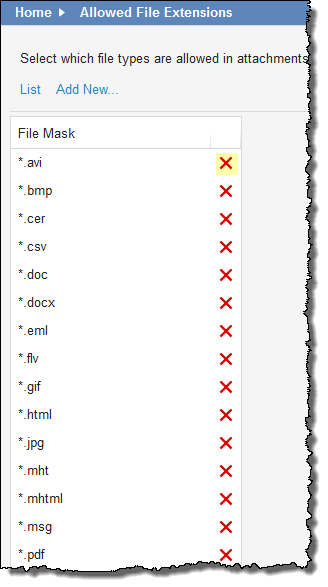 Home Allowed File Extensions
Select which file types are allowed in attachments
List Add New...
File Mask
*.avi
*.bmp
*.cer
*.csv
*.doc
*.docx
*.eml
*.flv
*.gif
*.html
*.jpg
*.mht
*.mhtml
*.msg
*.pdf